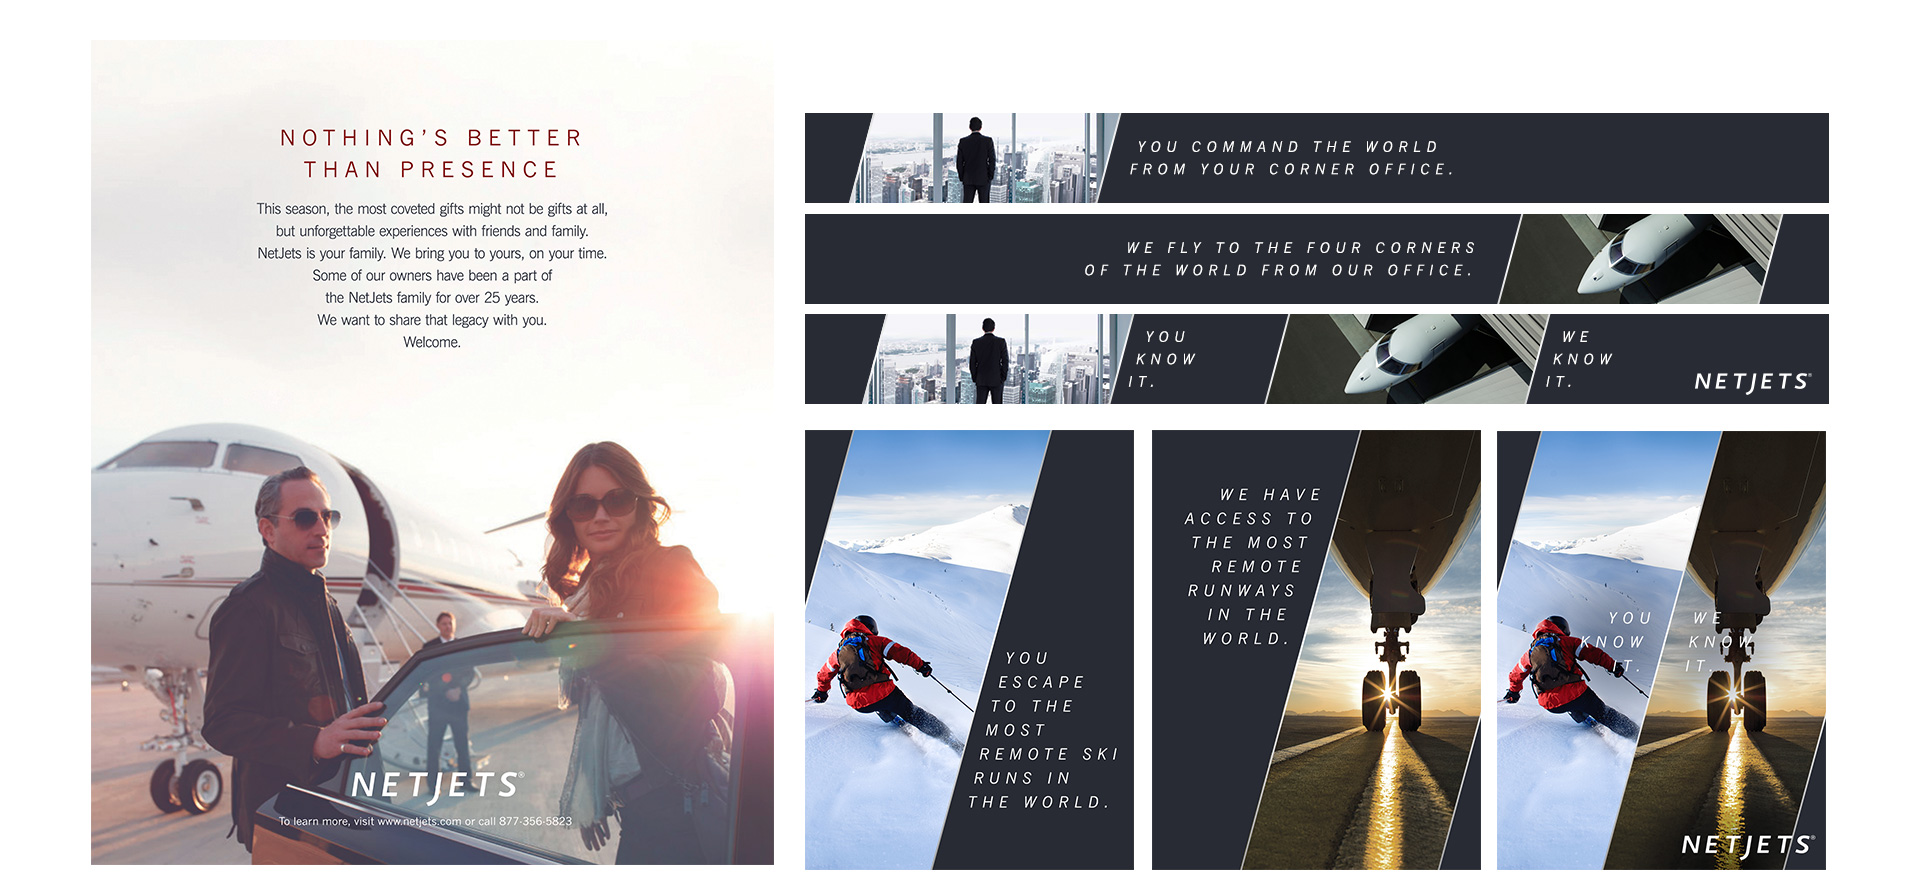 NOTHING'S BETTER
THAN PRESENCE
This season, the most coveted gifts might not be gifts at all,
but unforgettable experiences with friends and family.
NetJets is your family. We bring you to yours, on your time.
Some of our owners have been a part of
the NetJets family for over 25 years.
We want to share that legacy with you.
Welcome.
NETJETS®
To learn more, visit www.netjets.com or call 877-356-5823
YOU COMMAND THE WORLD
FROM YOUR CORNER OFFICE.
WE FLY TO THE FOUR CORNERS
OF THE WORLD FROM OUR OFFICE.
YOU
KNOW
IT.
WE
KNOW
IT.
NETJETS®
YOU
ESCAPE
TO THE
MOST
REMOTE SKI
RUNS IN
THE WORLD.
WE HAVE
ACCESS TO
THE MOST
REMOTE
RUNWAYS
IN THE
WORLD.
YOU
KNOW
IT.
WE
KNOW
IT.
NETJETS®